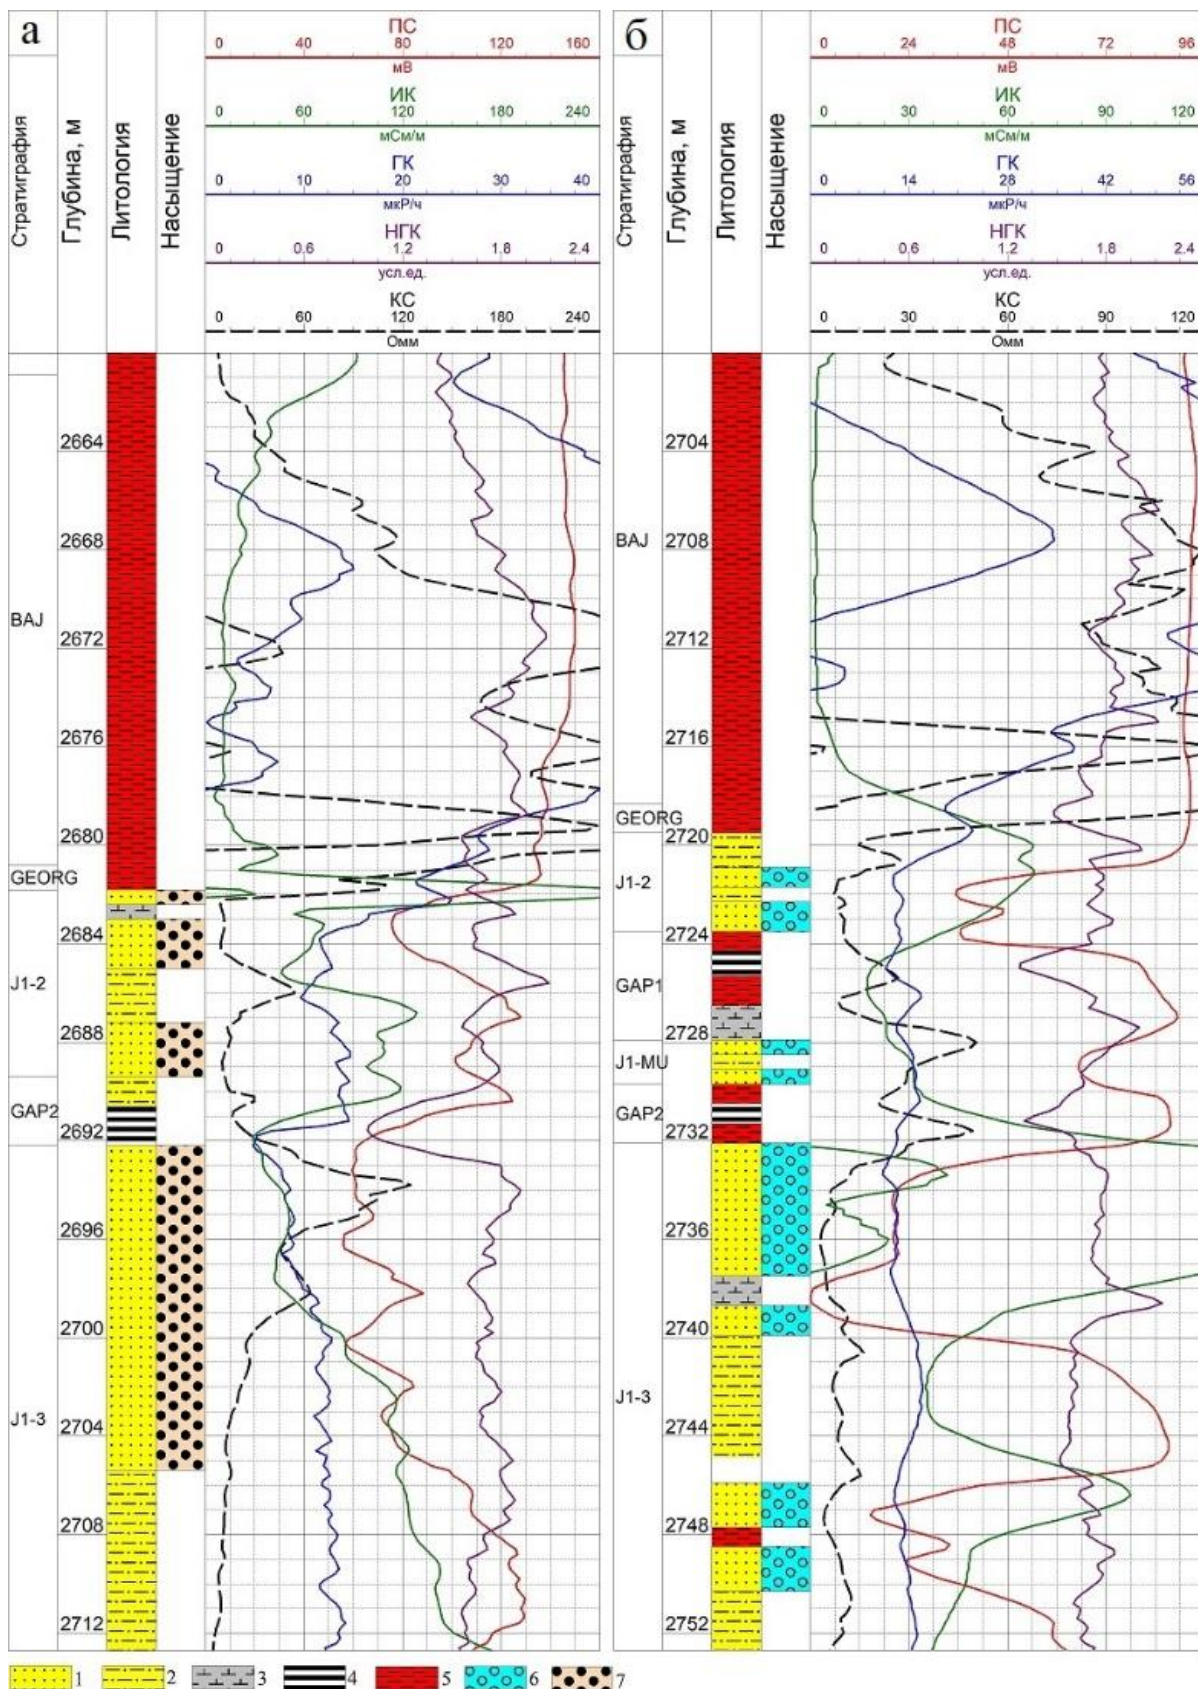 а
Стратиграфия
Глубина, м
Литология
Насыщение
ПС
0 40 80 120 160
мВ
ИК
0 60 120 180 240
мСм/м
ГК
0 10 20 30 40
мкР/ч
НГК
0 0.6 1.2 1.8 2.4
усл.ед.
КС
0 60 120 180 240
Омм
2664
2668
BAJ
2672
2676
2680
GEORG
2684
J1-2
2688
GAP2
2692
2696
2700
J1-3
2704
2708
2712
б
Стратиграфия
Глубина, м
Литология
Насыщение
ПС
0 24 48 72 96
мВ
ИК
0 30 60 90 120
мСм/м
ГК
0 14 28 42 56
мкР/ч
НГК
0 0.6 1.2 1.8 2.4
усл.ед.
КС
0 30 60 90 120
Омм
2704
BAJ
2708
2712
2716
GEORG
2720
J1-2
2724
GAP1
2728
J1-MU
GAP2
2732
2736
2740
J1-3
2744
2748
2752
1 2 3 4 5 6 7